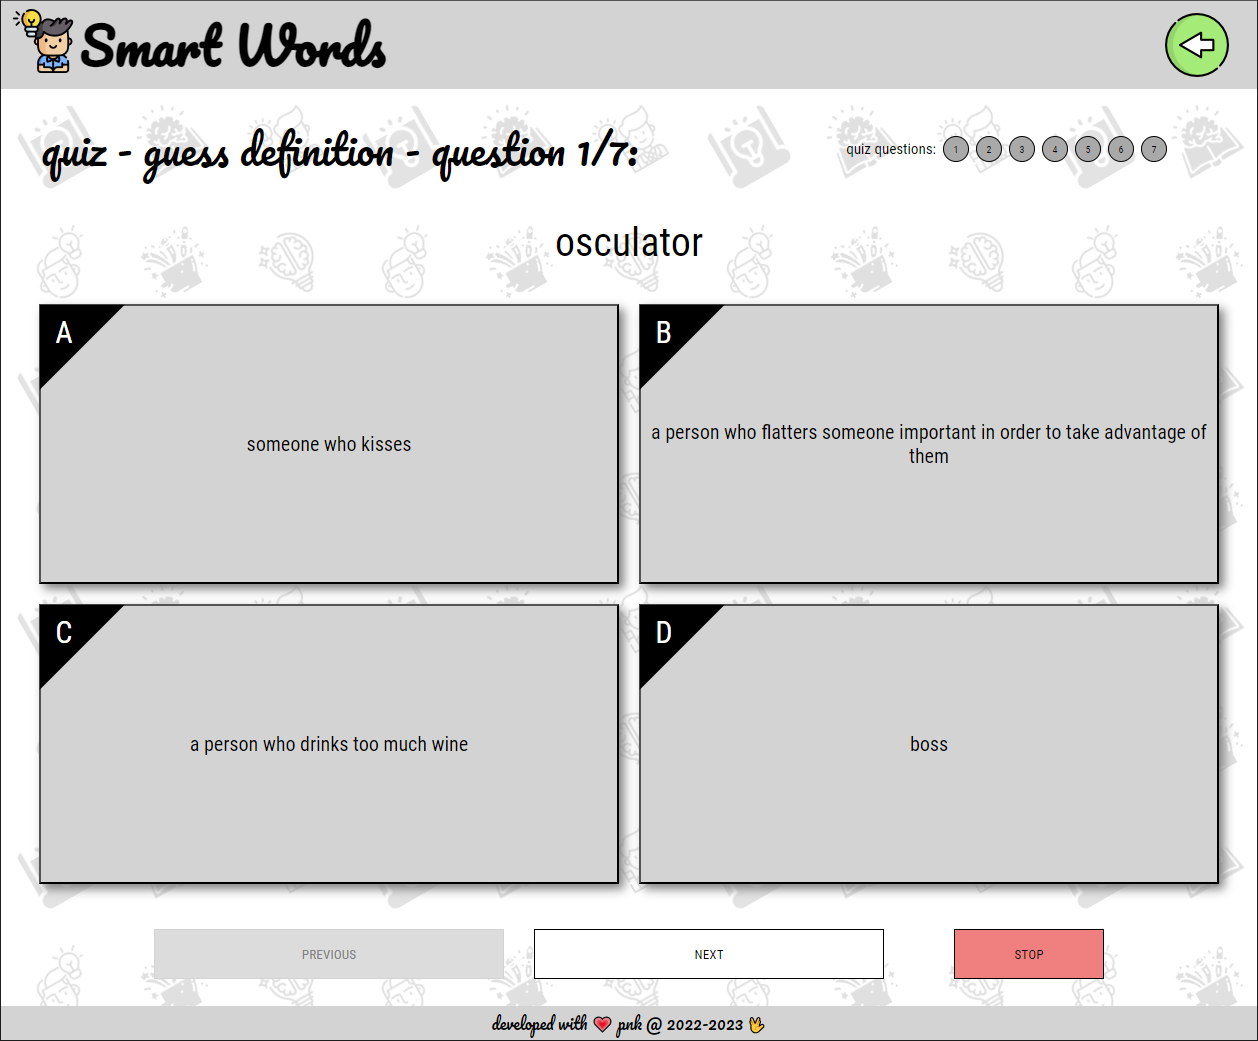 Smart Words
quiz - guess definition - question 1/7:
quiz questions: 1 2 3 4 5 6 7
osculator
A
someone who kisses
B
a person who flatters someone important in order to take advantage of
them
C
a person who drinks too much wine
D
boss
PREVIOUS
NEXT
STOP
developed with ❤️ pnk @ 2022-2023 🖖